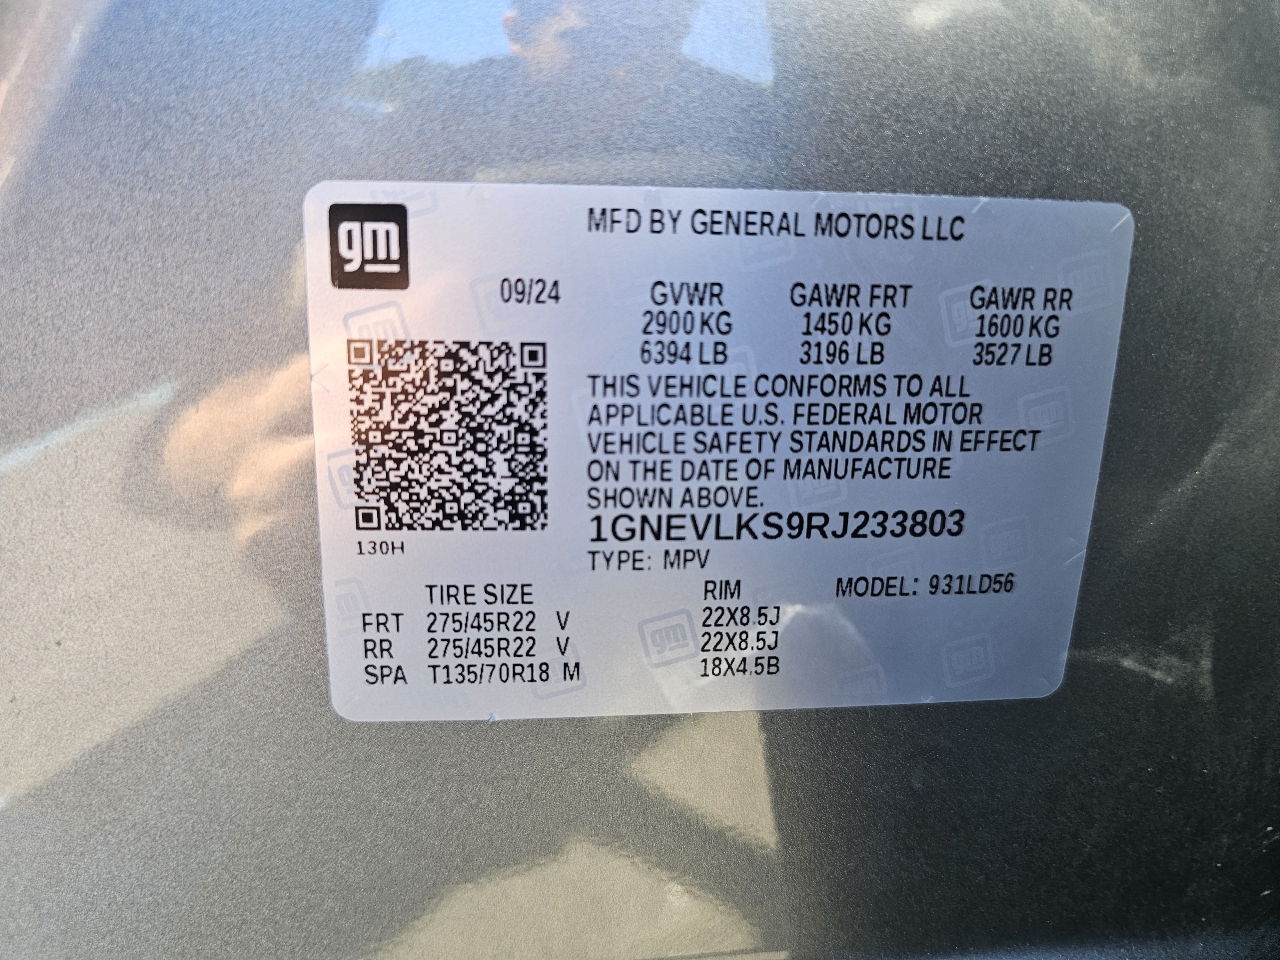 gm
MFD BY GENERAL MOTORS LLC
09/24 GVWR GAWR FRT GAWR RR
2900 KG 1450 KG 1600 KG
6394 LB 3196 LB 3527 LB
THIS VEHICLE CONFORMS TO ALL
APPLICABLE U.S. FEDERAL MOTOR
VEHICLE SAFETY STANDARDS IN EFFECT
ON THE DATE OF MANUFACTURE
SHOWN ABOVE.
1GNEVLKS9RJ233803
130H
TYPE: MPV
MODEL: 931LD56
TIRE SIZE RIM
FRT 275/45R22 V 22X8.5J
RR 275/45R22 V 22X8.5J
SPA T135/70R18 M 18X4.5B